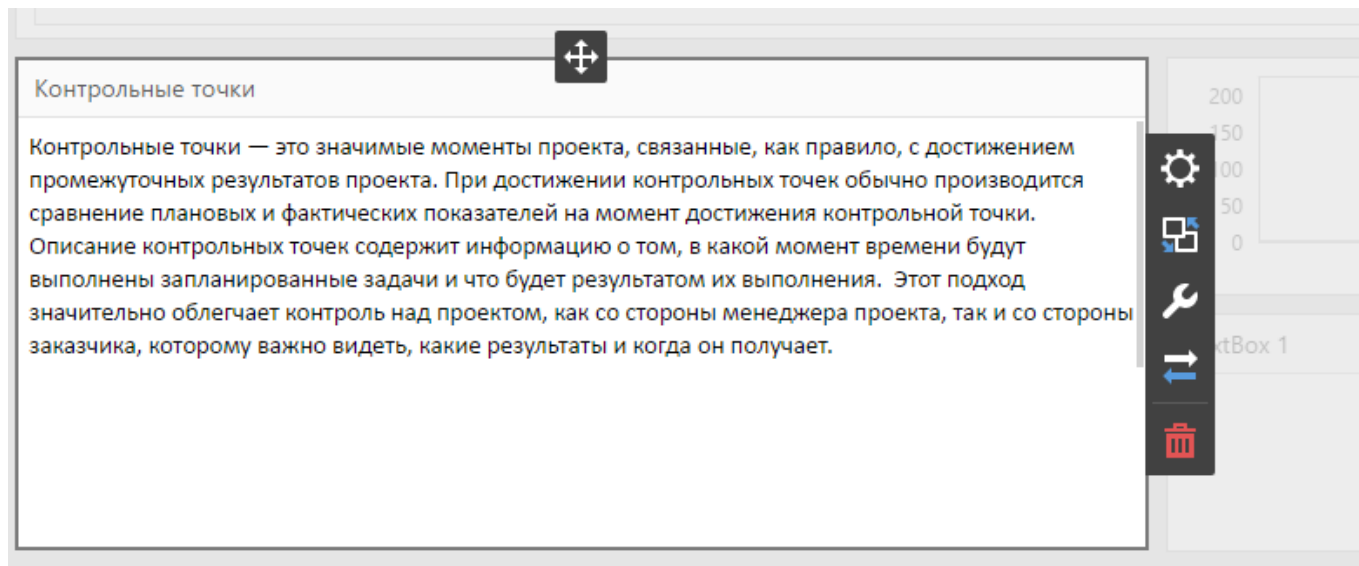 Контрольные точки
Контрольные точки — это значимые моменты проекта, связанные, как правило, с достижением
промежуточных результатов проекта. При достижении контрольных точек обычно производится
сравнение плановых и фактических показателей на момент достижения контрольной точки.
Описание контрольных точек содержит информацию о том, в какой момент времени будут
выполнены запланированные задачи и что будет результатом их выполнения.  Этот подход
значительно облегчает контроль над проектом, как со стороны менеджера проекта, так и со стороны
заказчика, которому важно видеть, какие результаты и когда он получает.
200
150
100
50
0
xtBox 1